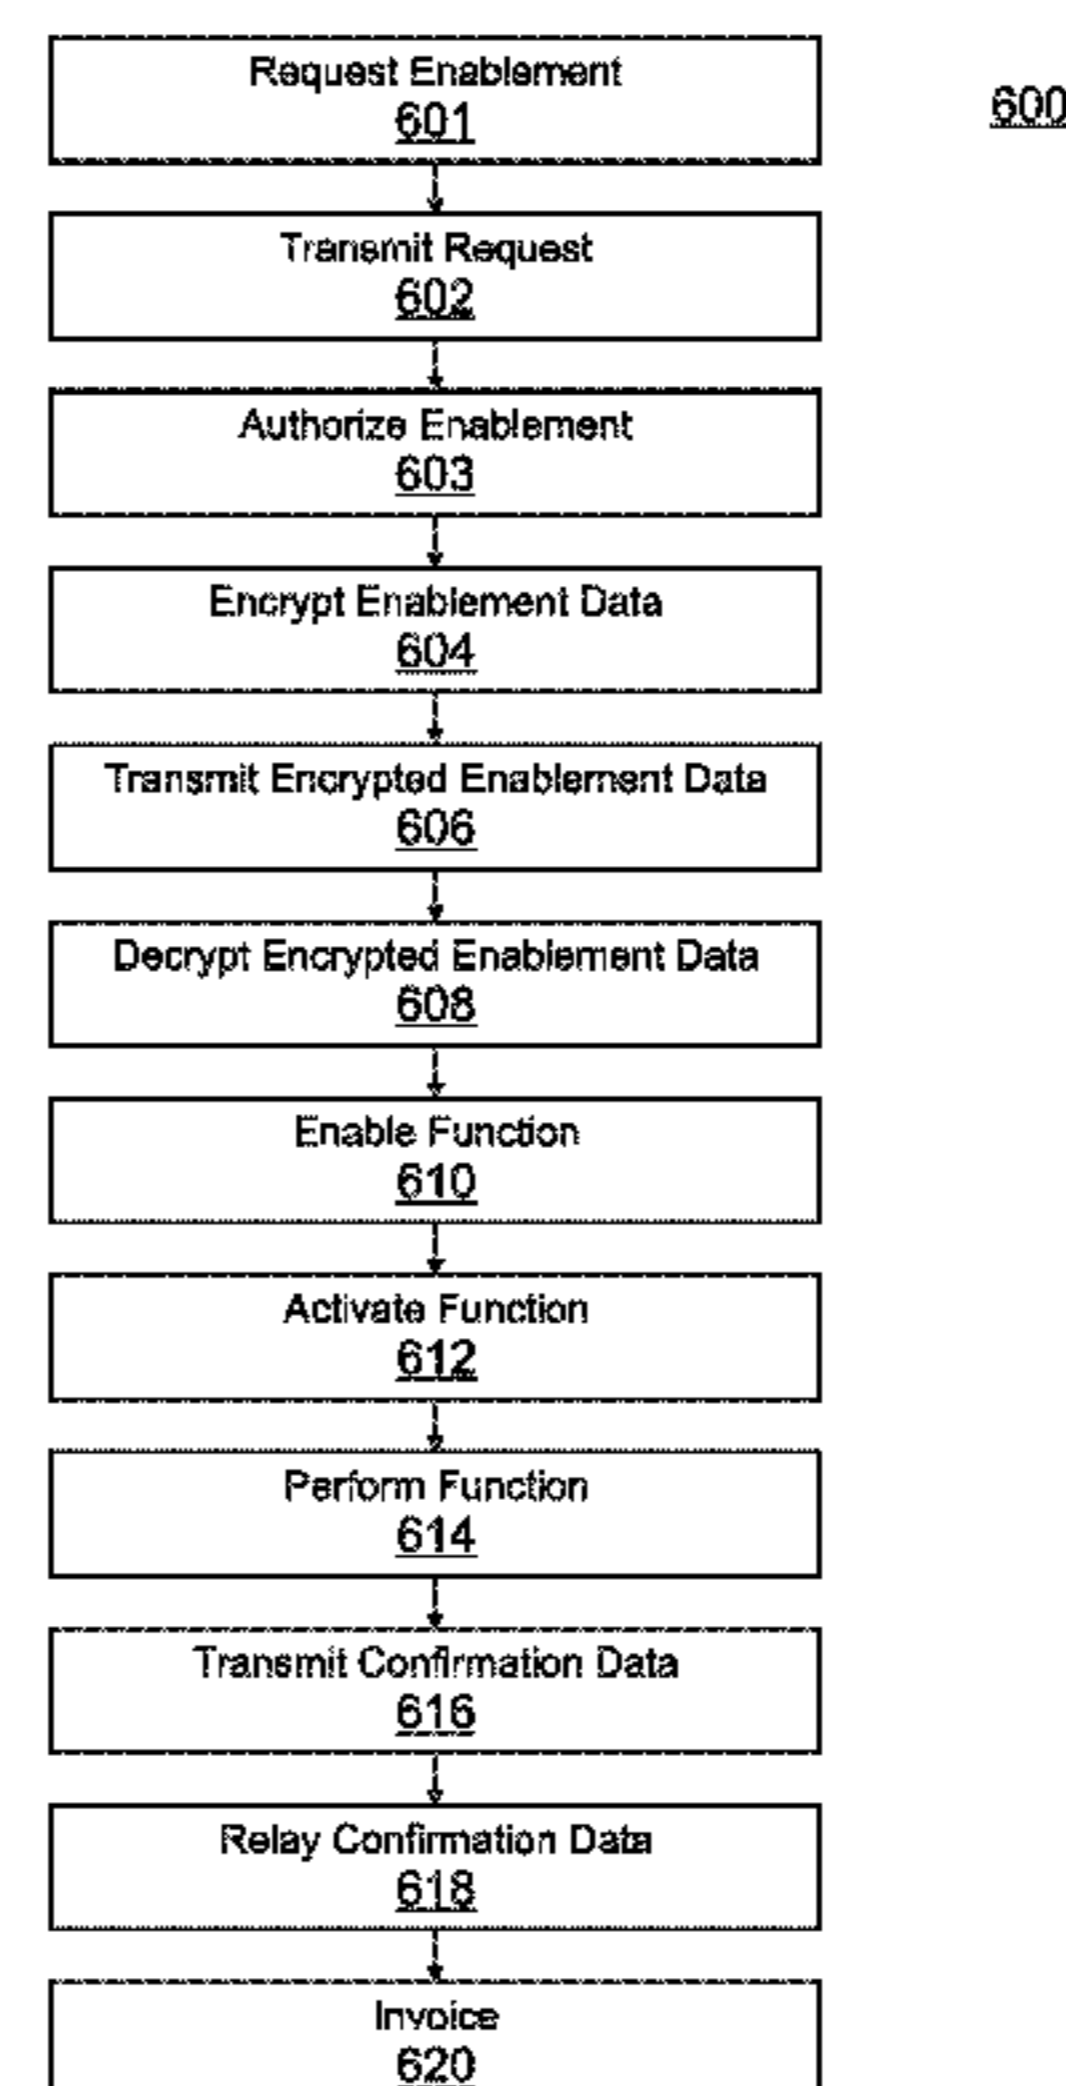 Request Enablement
601
600
Transmit Request
602
Authorize Enablement
603
Encrypt Enablement Data
604
Transmit Encrypted Enablement Data
606
Decrypt Encrypted Enablement Data
608
Enable Function
610
Activate Function
612
Perform Function
614
Transmit Confirmation Data
616
Relay Confirmation Data
618
Invoice
620